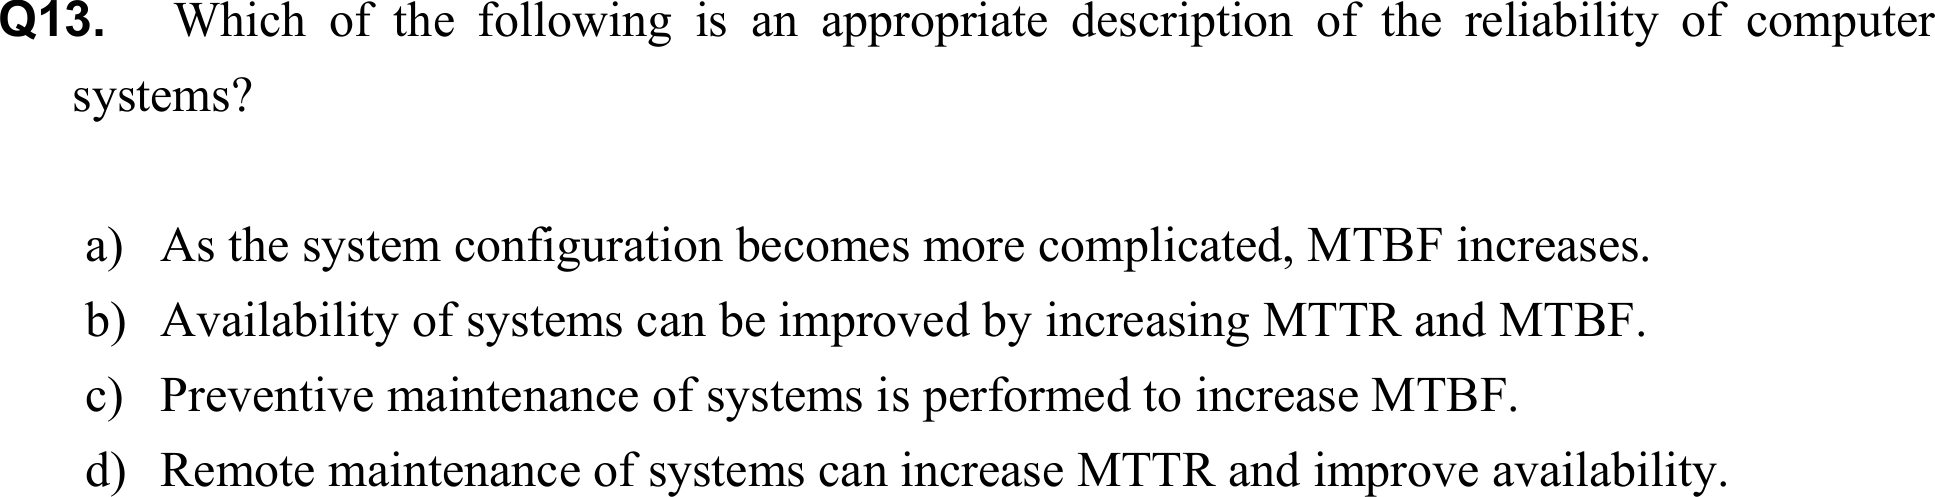 Q13. Which of the following is an appropriate description of the reliability of computer
systems?
a) As the system configuration becomes more complicated, MTBF increases.
b) Availability of systems can be improved by increasing MTTR and MTBF.
c) Preventive maintenance of systems is performed to increase MTBF.
d) Remote maintenance of systems can increase MTTR and improve availability.